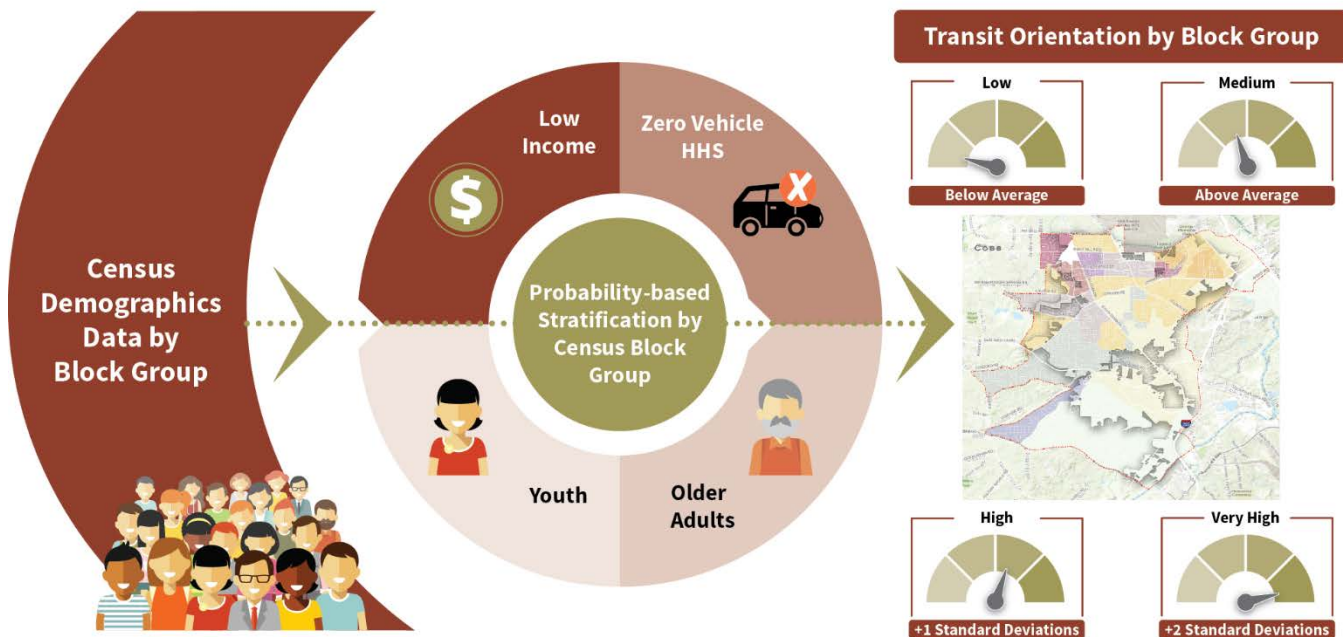 Census
Demographics
Data by
Block Group
Low
Income
$
Zero Vehicle
HHS
X
Probability-based
Stratification by
Census Block
Group
Youth
Older
Adults
Transit Orientation by Block Group
Low
Below Average
Medium
Above Average
COBB
High
+1 Standard Deviations
Very High
+2 Standard Deviations